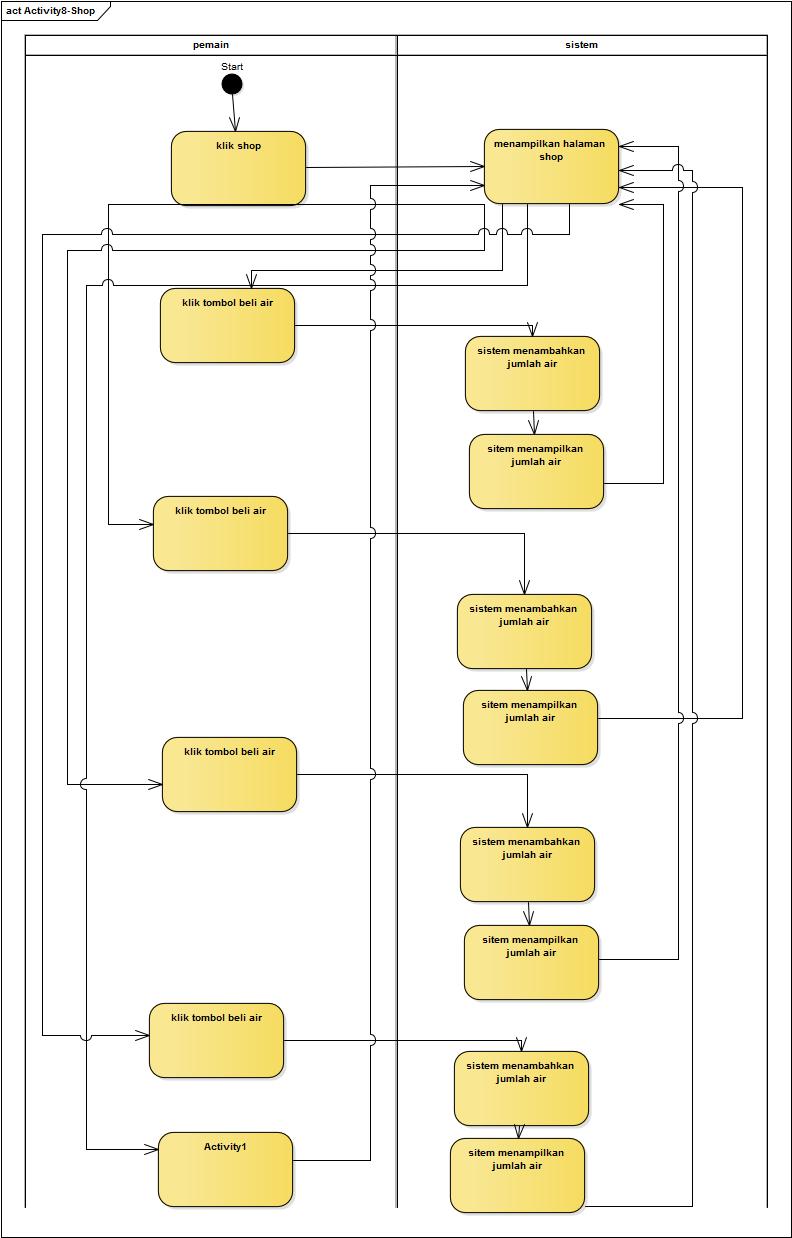 act Activity8-Shop
pemain
sistem
Start
klik shop
menampilkan halaman
shop
klik tombol beli air
sistem menambahkan
jumlah air
sitem menampilkan
jumlah air
klik tombol beli air
sistem menambahkan
jumlah air
sitem menampilkan
jumlah air
klik tombol beli air
sistem menambahkan
jumlah air
sitem menampilkan
jumlah air
klik tombol beli air
sistem menambahkan
jumlah air
Activity1
sitem menampilkan
jumlah air